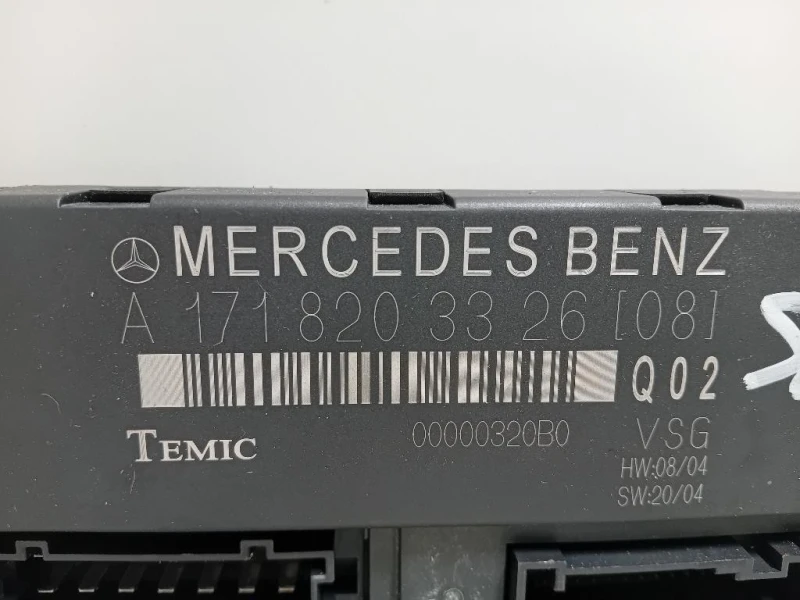 MERCEDES BENZ
A 171 820 33 26 [08]
Q02
TEMIC 00000320B0 VSG
HW:08/04
SW:20/04